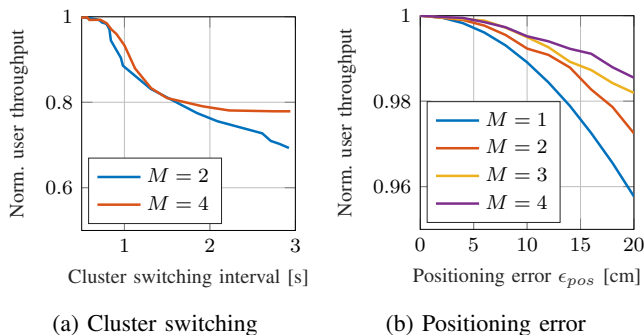 1
0.8
0.6
Norm. user throughput
M = 2
M = 4
1
2
3
Cluster switching interval [s]
(a) Cluster switching
1
0.98
0.96
Norm. user throughput
M = 1
M = 2
M = 3
M = 4
0
5
10
15
20
Positioning error ϵpos [cm]
(b) Positioning error